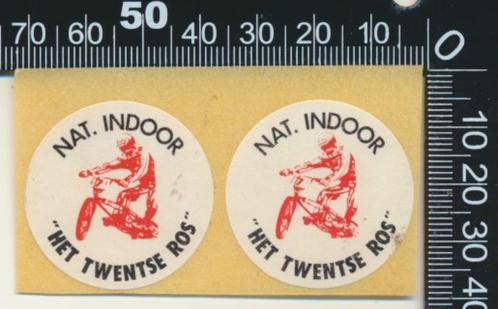 70 60 50 40 30 20 10 0
10 20 30 40
NAT. INDOOR
"HET TWENTSE ROS"
NAT. INDOOR
"HET TWENTSE ROS"